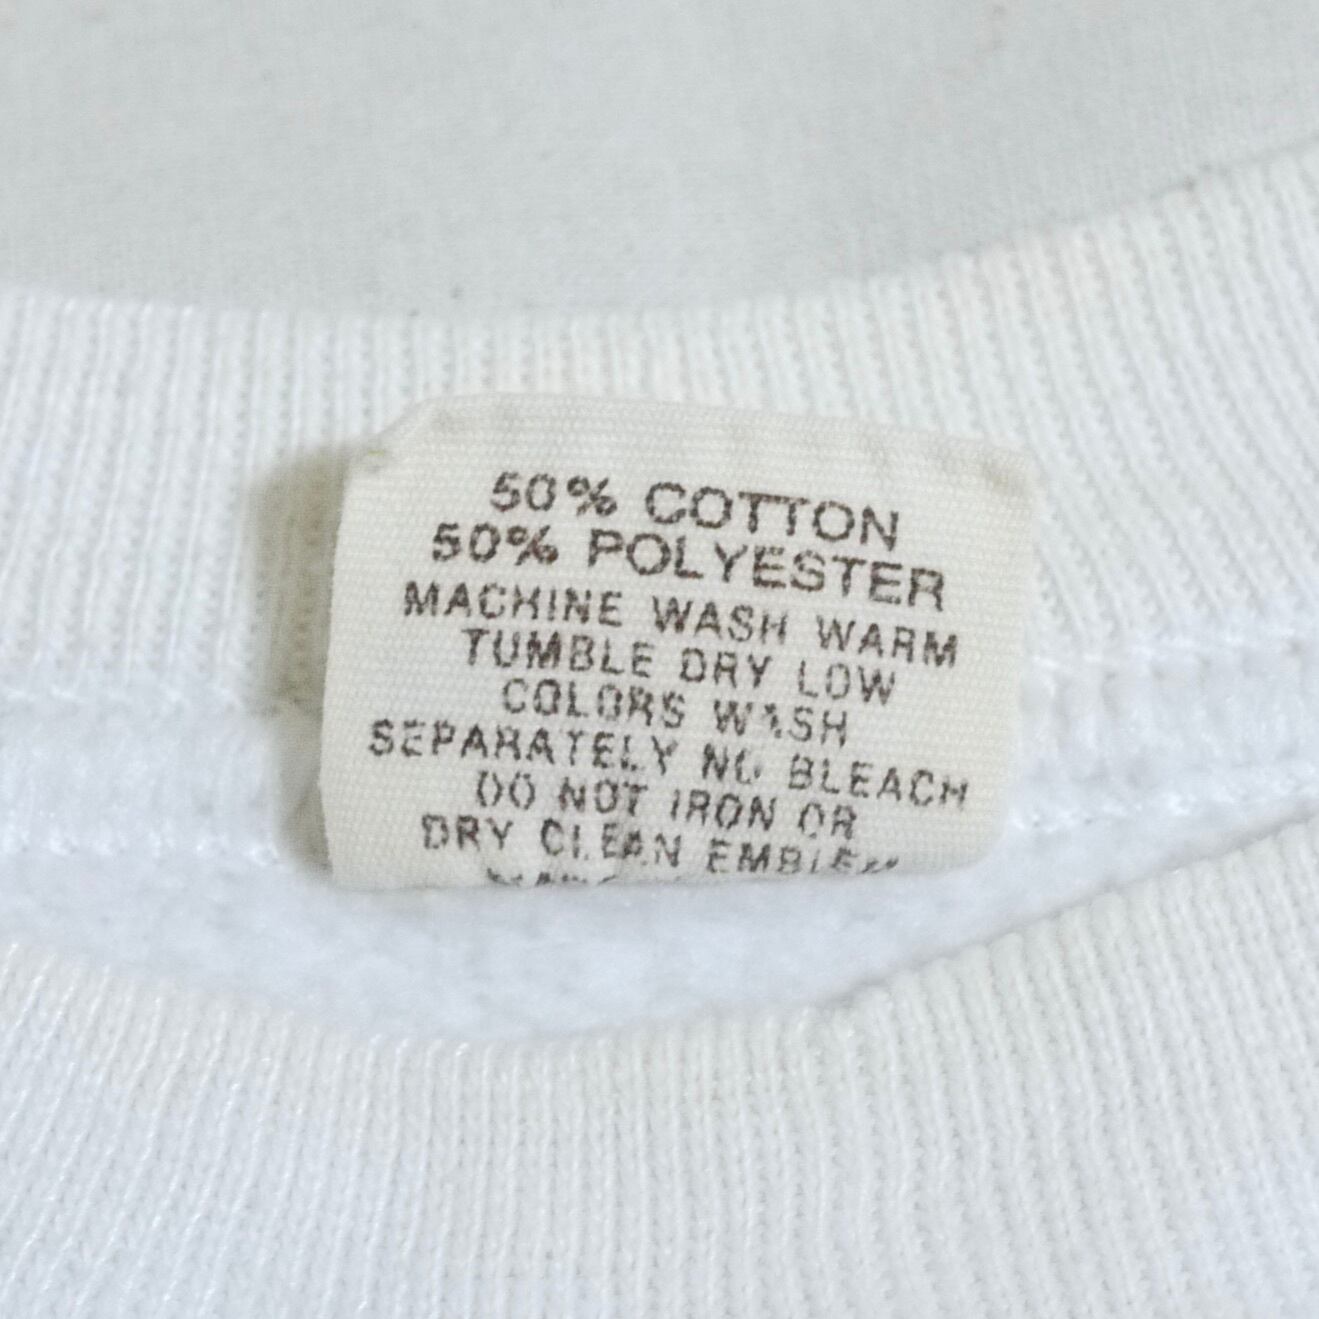 50% COTTON
50% POLYESTER
MACHINE WASH WARM
TUMBLE DRY LOW
COLORS WASH
SEPARATELY NO BLEACH
DO NOT IRON OR
DRY CLEAN EMBLEM